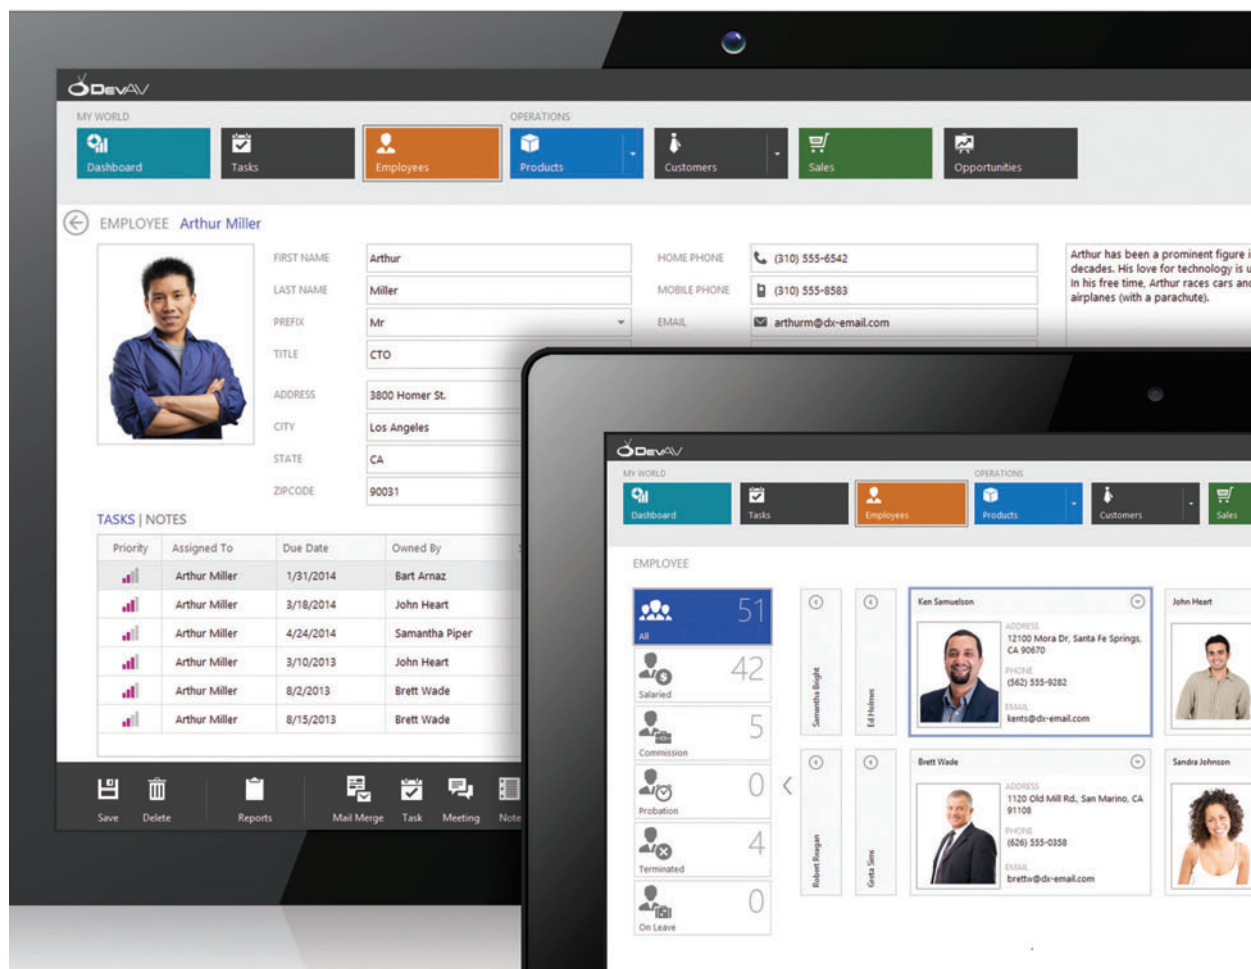 DevAV
MY WORLD
OPERATIONS
Dashboard
Tasks
Employees
Products
Customers
Sales
Opportunities
EMPLOYEE Arthur Miller
FIRST NAME Arthur
LAST NAME Miller
PREFIX Mr
TITLE CTO
ADDRESS 3800 Homer St.
CITY Los Angeles
STATE CA
ZIPCODE 90031
HOME PHONE (310) 555-6542
MOBILE PHONE (310) 555-8583
EMAIL arthurm@dx-email.com
Arthur has been a prominent figure
decades. His love for technology is
In his free time, Arthur races cars and
airplanes (with a parachute).
TASKS | NOTES
Priority Assigned To Due Date Owned By
Arthur Miller 1/31/2014 Bart Arnaz
Arthur Miller 3/18/2014 John Heart
Arthur Miller 4/24/2014 Samantha Piper
Arthur Miller 3/10/2013 John Heart
Arthur Miller 8/2/2013 Brett Wade
Arthur Miller 8/15/2013 Brett Wade
Save
Delete
Reports
Mail Merge
Task
Meeting
Note
DevAV
MY WORLD
OPERATIONS
Dashboard
Tasks
Employees
Products
Customers
Sales
EMPLOYEE
51
All
42
Salaried
5
Commission
0
Probation
4
Terminated
0
On Leave
Samantha Bright
Ed Holmes
Ken Samuelson
ADDRESS
12100 Mora Dr, Santa Fe Springs,
CA 90670
PHONE
(562) 555-9282
EMAIL
kents@dx-email.com
John Heart
Robert Reagan
Greta Sims
Brett Wade
ADDRESS
1120 Old Mill Rd., San Marino, CA
91108
PHONE
(626) 555-0358
EMAIL
brettw@dx-email.com
Sandra Johnson